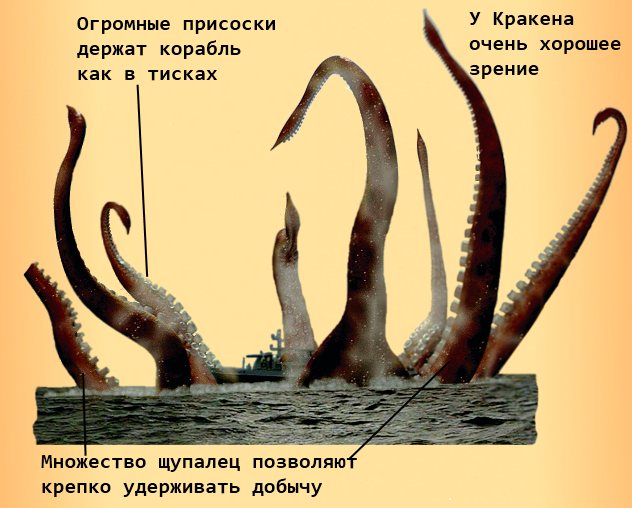 Огромные присоски
держат корабль
как в тисках
У Кракена
очень хорошее
зрение
Множество щупалец позволяют
крепко удерживать добычу